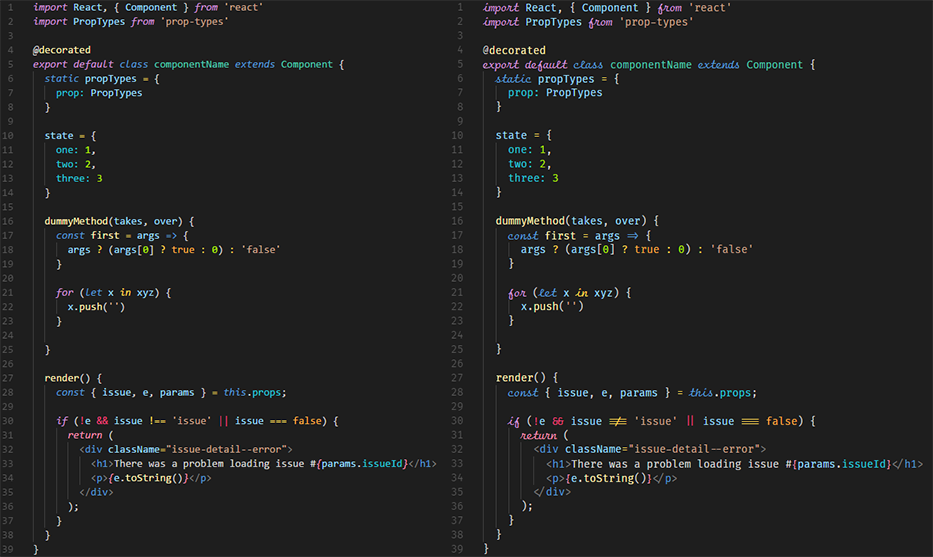 1 import React, { Component } from 'react'
2 import PropTypes from 'prop-types'
3
4 @decorated
5 export default class componentName extends Component {
6 static propTypes = {
7 prop: PropTypes
8 }
9
10 state = {
11 one: 1,
12 two: 2,
13 three: 3
14 }
15
16 dummyMethod(takes, over) {
17 const first = args => {
18 args ? (args[0] ? true : 0) : 'false'
19 }
20
21 for (let x in xyz) {
22 x.push('')
23 }
24
25 }
26
27 render() {
28 const { issue, e, params } = this.props;
29
30 if (!e && issue !== 'issue' || issue === false) {
31 return (
32 <div className="issue-detail--error">
33 <h1>There was a problem loading issue #{params.issueId}</h1>
34 <p>{e.toString()}</p>
35 </div>
36 );
37 }
38 }
39 }
1 import React, { Component } from 'react'
2 import PropTypes from 'prop-types'
3
4 @decorated
5 export default class componentName extends Component {
6 static propTypes = {
7 prop: PropTypes
8 }
9
10 state = {
11 one: 1,
12 two: 2,
13 three: 3
14 }
15
16 dummyMethod(takes, over) {
17 const first = args => {
18 args ? (args[0] ? true : 0) : 'false'
19 }
20
21 for (let x in xyz) {
22 x.push('')
23 }
24
25 }
26
27 render() {
28 const { issue, e, params } = this.props;
29
30 if (!e && issue !== 'issue' || issue === false) {
31 return (
32 <div className="issue-detail--error">
33 <h1>There was a problem loading issue #{params.issueId}</h1>
34 <p>{e.toString()}</p>
35 </div>
36 );
37 }
38 }
39 }